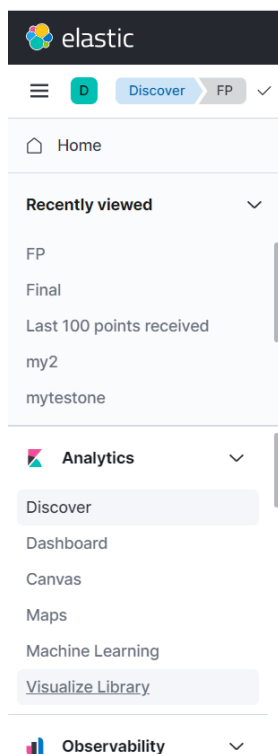 elastic
D Discover FP
Home
Recently viewed
FP
Final
Last 100 points received
my2
mytestone
Analytics
Discover
Dashboard
Canvas
Maps
Machine Learning
Visualize Library
Observability